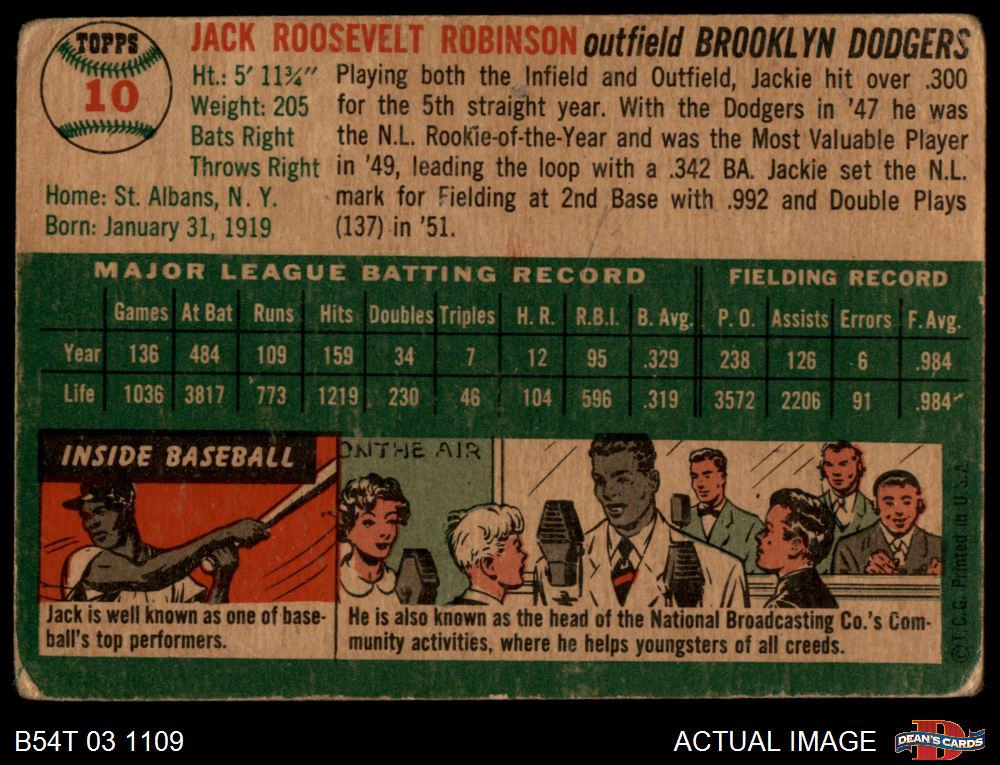 TOPPS
10
JACK ROOSEVELT ROBINSON outfield BROOKLYN DODGERS
Ht.: 5' 11¾"
Weight: 205
Bats Right
Throws Right
Home: St. Albans, N. Y.
Born: January 31, 1919
Playing both the Infield and Outfield, Jackie hit over .300
for the 5th straight year. With the Dodgers in '47 he was
the N.L. Rookie-of-the-Year and was the Most Valuable Player
in '49, leading the loop with a .342 BA. Jackie set the N.L.
mark for Fielding at 2nd Base with .992 and Double Plays
(137) in '51.
MAJOR LEAGUE BATTING RECORD FIELDING RECORD
Games At Bat Runs Hits Doubles Triples H. R. R.B.I. B. Avg. P. O. Assists Errors F. Avg.
Year 136 484 109 159 34 7 12 95 .329 238 126 6 .984
Life 1036 3817 773 1219 230 46 104 596 .319 3572 2206 91 .984
INSIDE BASEBALL
ON THE AIR
Jack is well known as one of base-
ball's top performers.
He is also known as the head of the National Broadcasting Co.'s Com-
munity activities, where he helps youngsters of all creeds.
© T. C. G. Printed in U. S. A.
B54T 03 1109
ACTUAL IMAGE
DEAN'S CARDS